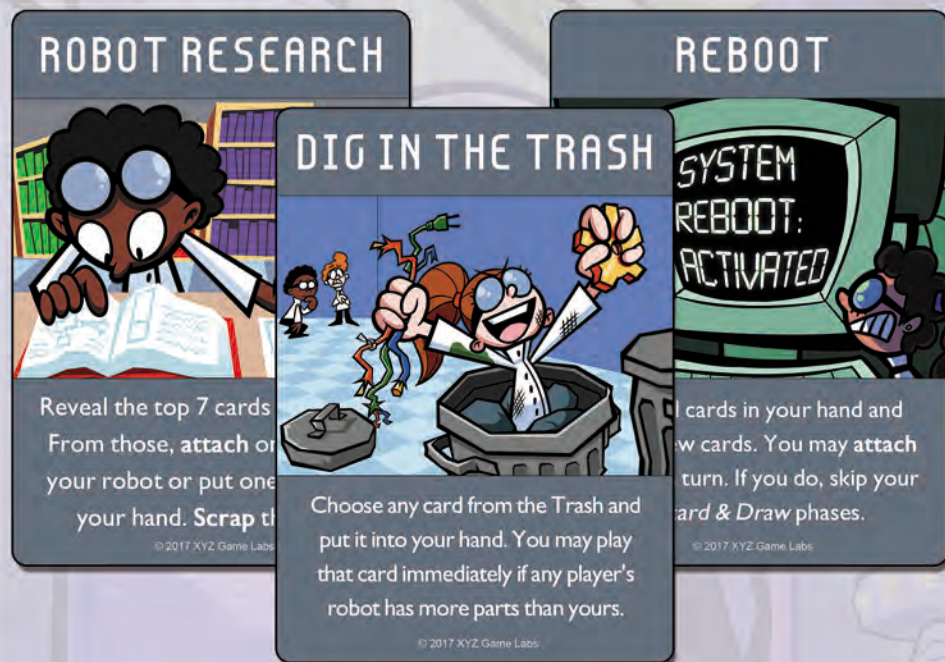 ROBOT RESEARCH
Reveal the top 7 cards
From those, attach
your robot or put one
your hand. Scrap
© 2017 XYZ Game Labs
DIG IN THE TRASH
Choose any card from the Trash and
put it into your hand. You may play
that card immediately if any player's
robot has more parts than yours.
© 2017 XYZ Game Labs
REBOOT
SYSTEM
REBOOT:
ACTIVATED
cards in your hand and
cards. You may attach
turn. If you do, skip your
& Draw phases.
© 2017 XYZ Game Labs